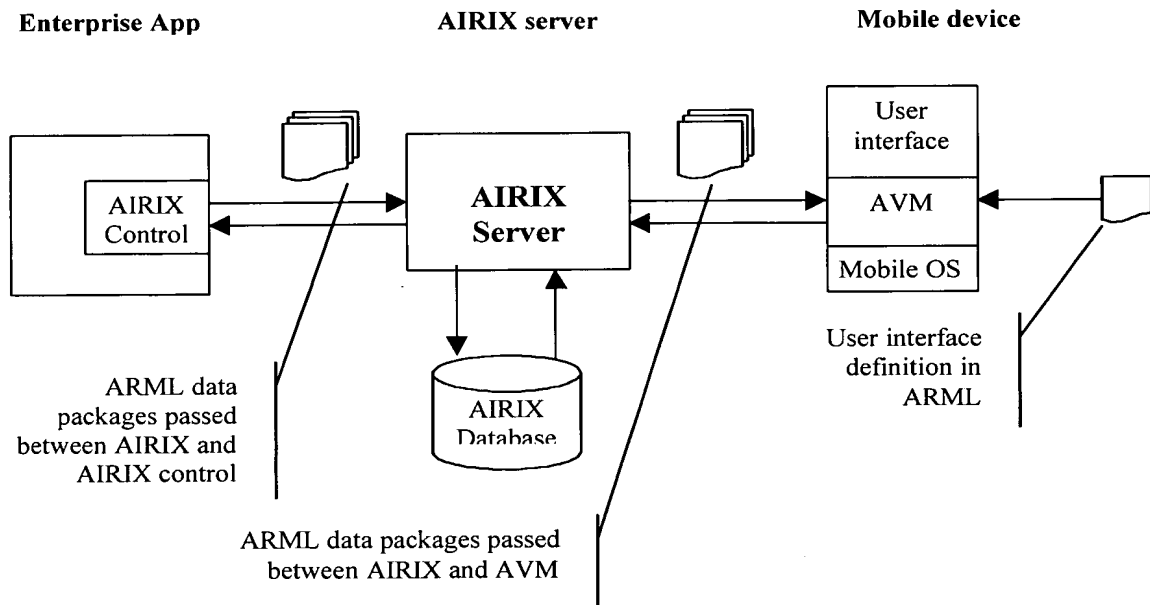 Enterprise App
AIRIX server
Mobile device
User
interface
AVM
Mobile OS
AIRIX
Control
AIRIX
Server
AIRIX
Database
ARML data
packages passed
between AIRIX and
AIRIX control
ARML data packages passed
between AIRIX and AVM
User interface
definition in
ARML